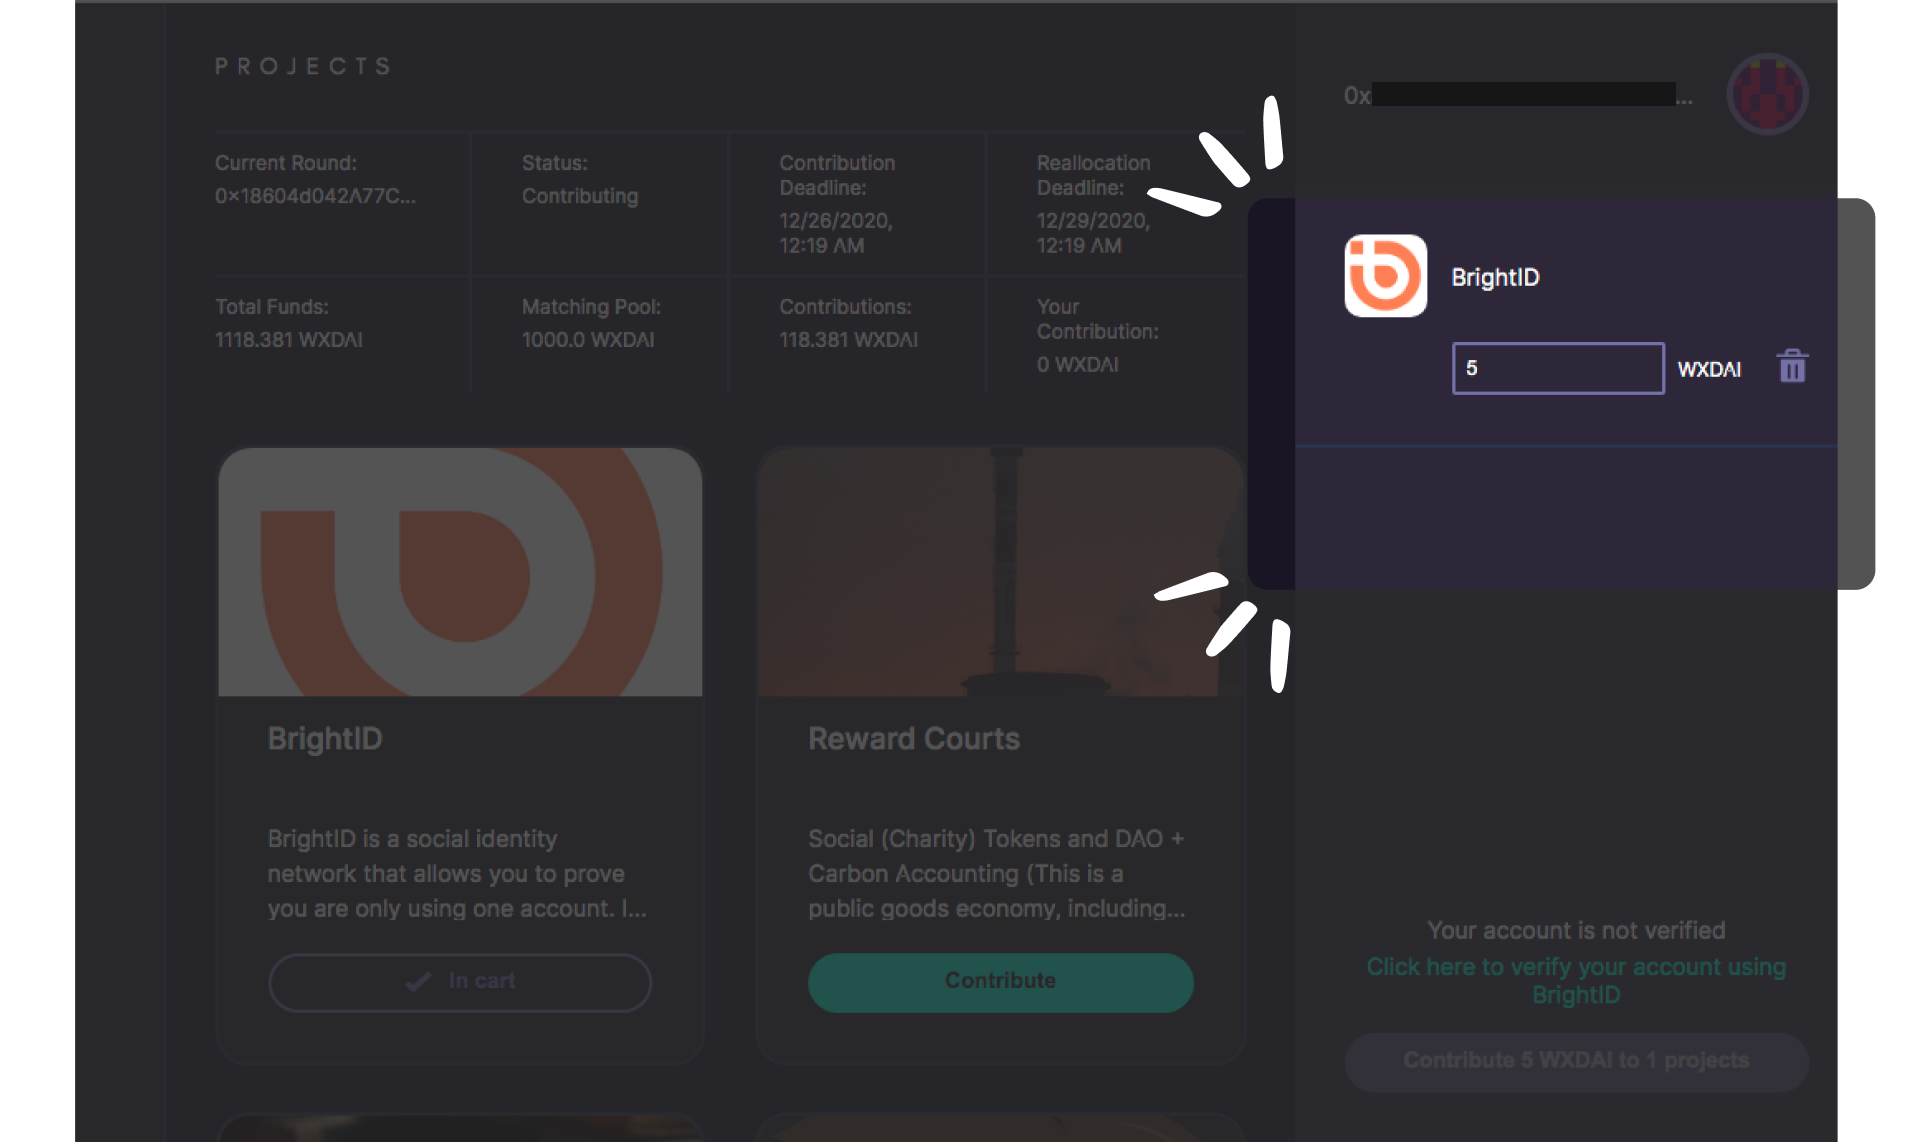 PROJECTS
Current Round:
0x18604d042A77C...
Status:
Contributing
Contribution
Deadline:
12/26/2020,
12:19 AM
Reallocation
Deadline:
12/29/2020,
12:19 AM
Total Funds:
1118.381 WXDAI
Matching Pool:
1000.0 WXDAI
Contributions:
118.381 WXDAI
Your
Contribution:
0 WXDAI
BrightID
BrightID is a social identity
network that allows you to prove
you are only using one account. I...
In cart
Reward Courts
Social (Charity) Tokens and DAO +
Carbon Accounting (This is a
public goods economy, including...
Contribute
0x...
BrightID
5 WXDAI
Your account is not verified
Click here to verify your account using
BrightID
Contribute 5 WXDAI to 1 projects